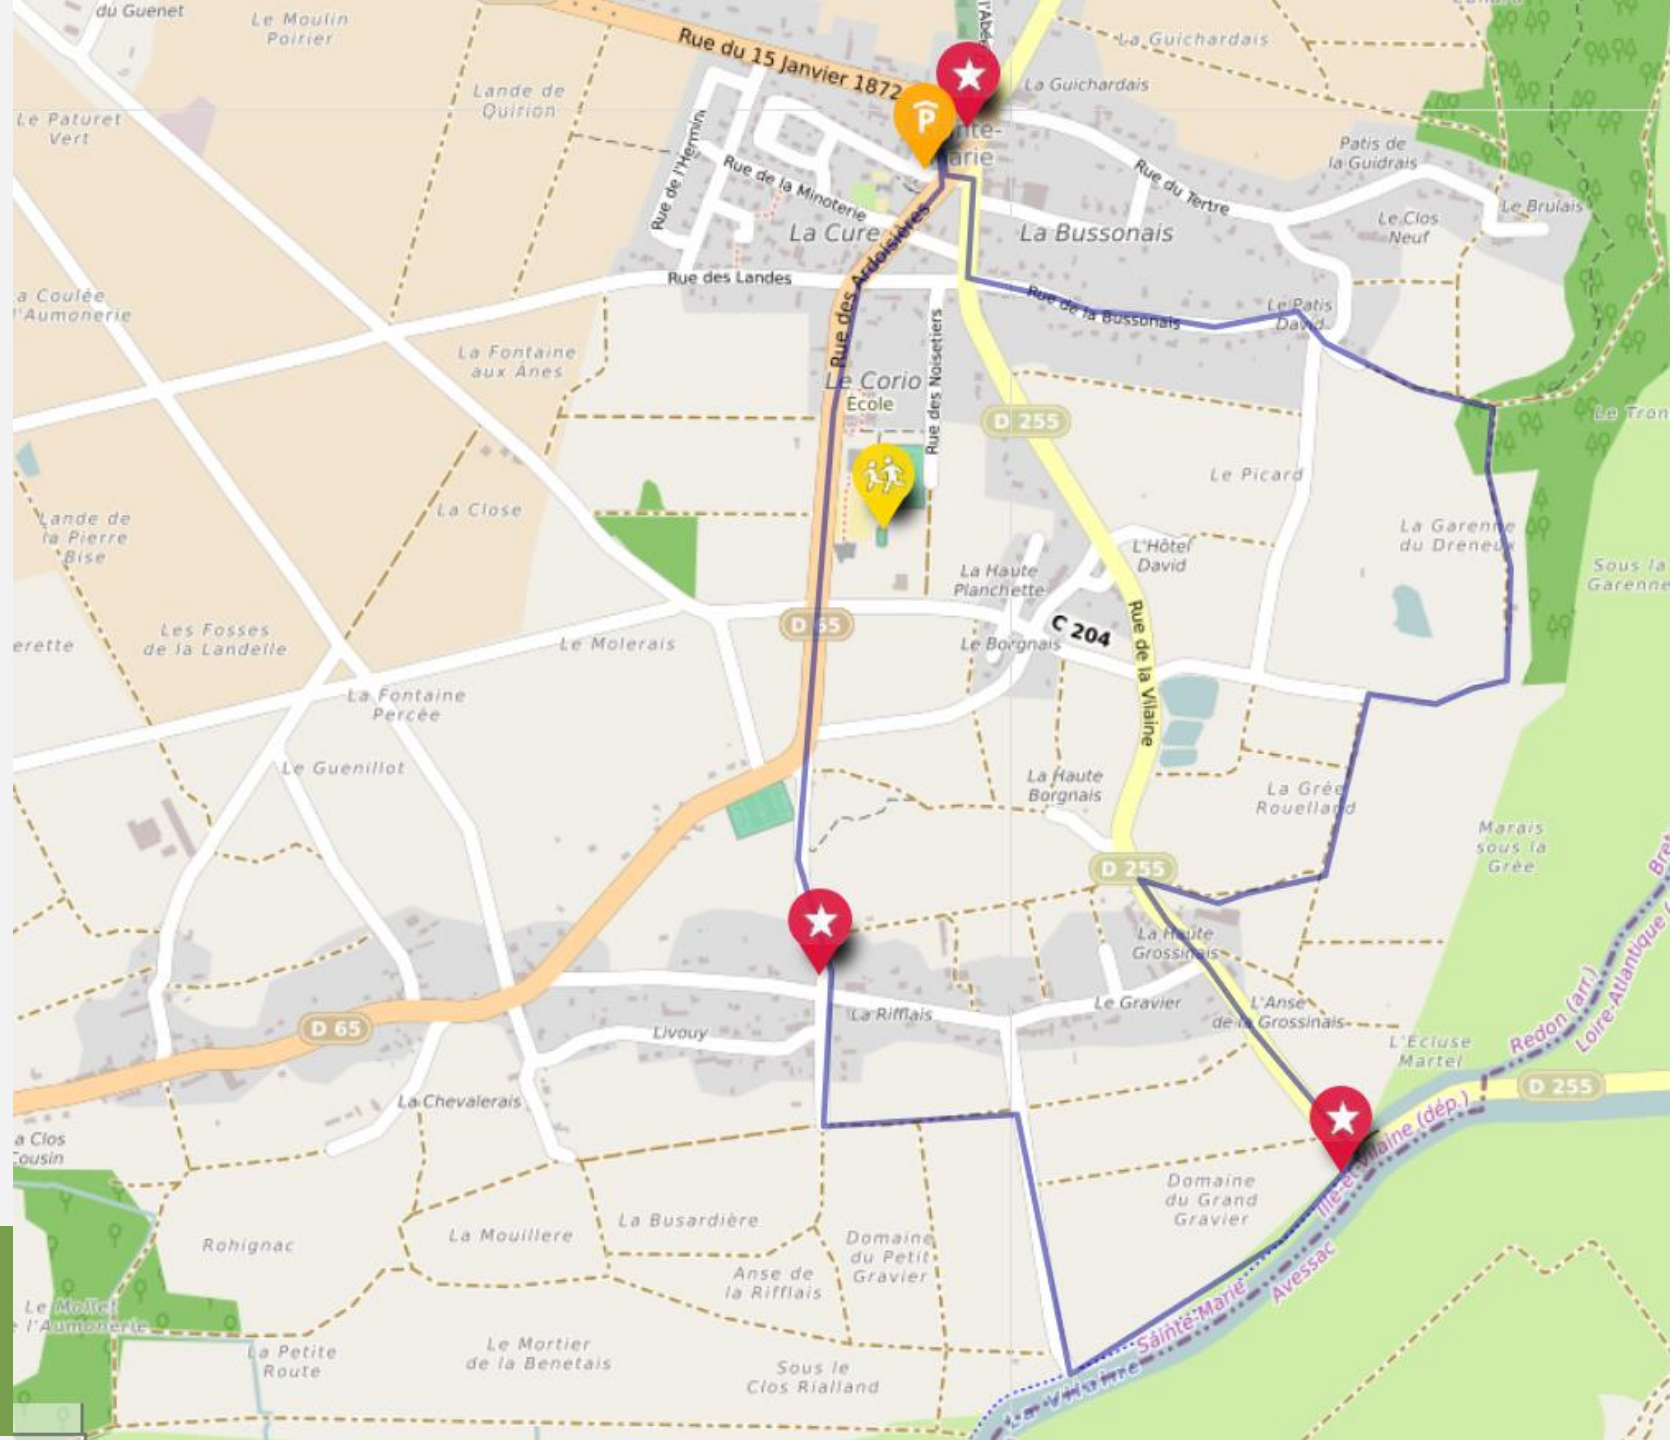 du Guenet
Le Moulin
Poirier
Rue du 15 Janvier 1872
La Guichardais
La Guichardais
Lande de
Quirion
Le Paturet
Vert
P
Rue de l'Hermine
Rue de la Minoterie
Patis de
la Guidrais
Rue du Tertre
Le Brulais
Le Clos
Neuf
La Cure
La Bussonais
Rue des Landes
Rue des Ardoisières
Rue de la Bussonais
Le Patis
David
a Coulée
l'Aumonerie
La Fontaine
aux Ânes
Le Corio
École
Rue des Noisetiers
D 255
Le Tron
Le Picard
La Close
Lande de
la Pierre
Bise
La Garenne
du Dreneux
L'Hôtel
David
La Haute
Planchette
Sous la
Garenne
D 65
C 204
Le Borgnais
Le Molerais
Les Fosses
de la Landelle
erette
Rue de la Vilaine
La Fontaine
Percée
Le Guenillot
La Haute
Borgnais
La Grée
Rouelland
Marais
sous la
Grée
D 255
La Haute
Grossinais
Le Gravier
L'Anse
de la Grossinais
La Rifflais
Livouy
D 65
L'Écluse
Martel
Redon (arr.)
Loire-Atlantique
D 255
La Chevalerais
a Clos
Cousin
Ille-et-Vilaine (dép.)
Domaine
du Grand
Gravier
La Busardière
La Mouillere
Rohignac
Domaine
du Petit
Gravier
Anse de
la Rifflais
Sainte-Marie
Avessac
Le Mollet
l'Aumonerie
La Petite
Route
Le Mortier
de la Benetais
Sous le
Clos Rialland
La Vilaine